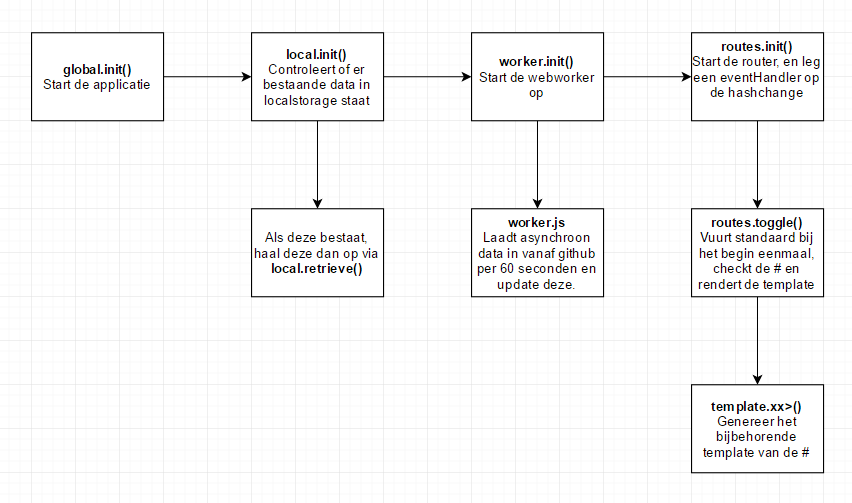 global.init()
Start de applicatie
local.init()
Controleert of er
bestaande data in
localstorage staat
worker.init()
Start de webworker
op
routes.init()
Start de router, en leg
een eventHandler op
de hashchange
Als deze bestaat,
haal deze dan op via
local.retrieve()
worker.js
Laadt asynchroon
data in vanaf github
per 60 seconden en
update deze.
routes.toggle()
Vuurt standaard bij
het begin eenmaal,
checkt de # en
rendert de template
template.xx>()
Genereer het
bijbehorende
template van de #